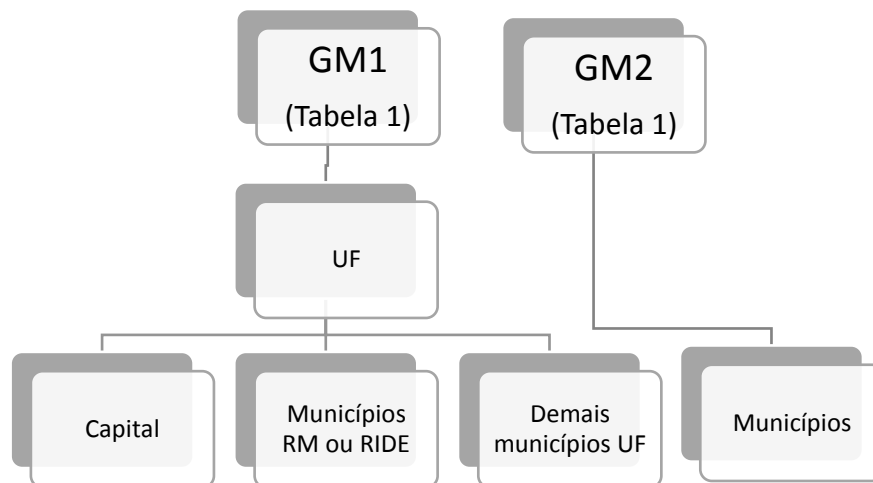 GM1
(Tabela 1)
GM2
(Tabela 1)
UF
Capital
Municípios
RM ou RIDE
Demais
municípios UF
Municípios